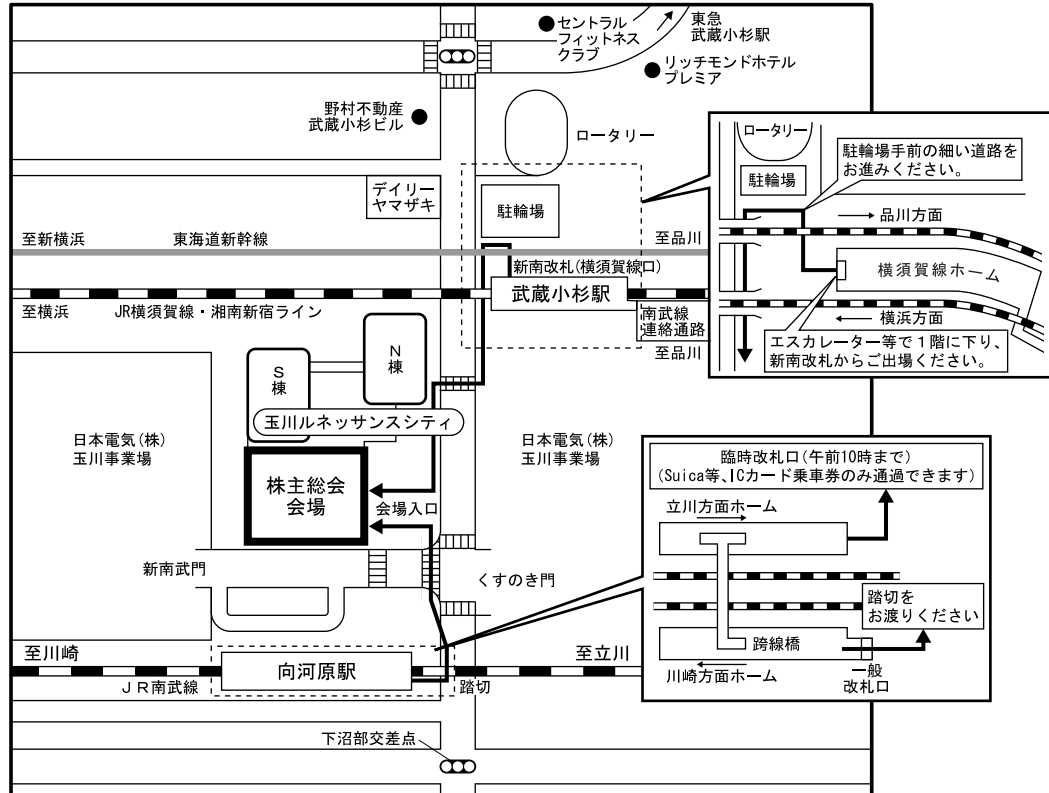 セントラル
フィットネス
クラブ
東急
武蔵小杉駅
リッチモンドホテル
プレミア
野村不動産
武蔵小杉ビル
ロータリー
デイリー
ヤマザキ
駐輪場
至新横浜
東海道新幹線
至品川
新南改札(横須賀線口)
武蔵小杉駅
至横浜
JR横須賀線・湘南新宿ライン
南武線
連絡通路
至品川
ロータリー
駐輪場手前の細い道路を
お進みください。
駐輪場
品川方面
横須賀線ホーム
横浜方面
エスカレーター等で1階に下り、
新南改札からご出場ください。
S
棟
N
棟
玉川ルネッサンスシティ
日本電気(株)
玉川事業場
日本電気(株)
玉川事業場
株主総会
会場
会場入口
新南武門
くすのき門
臨時改札口(午前10時まで)
(Suica等、ICカード乗車券のみ通過できます)
立川方面ホーム
踏切を
お渡りください
跨線橋
川崎方面ホーム
一般
改札口
至川崎
向河原駅
至立川
JR南武線
踏切
下沼部交差点